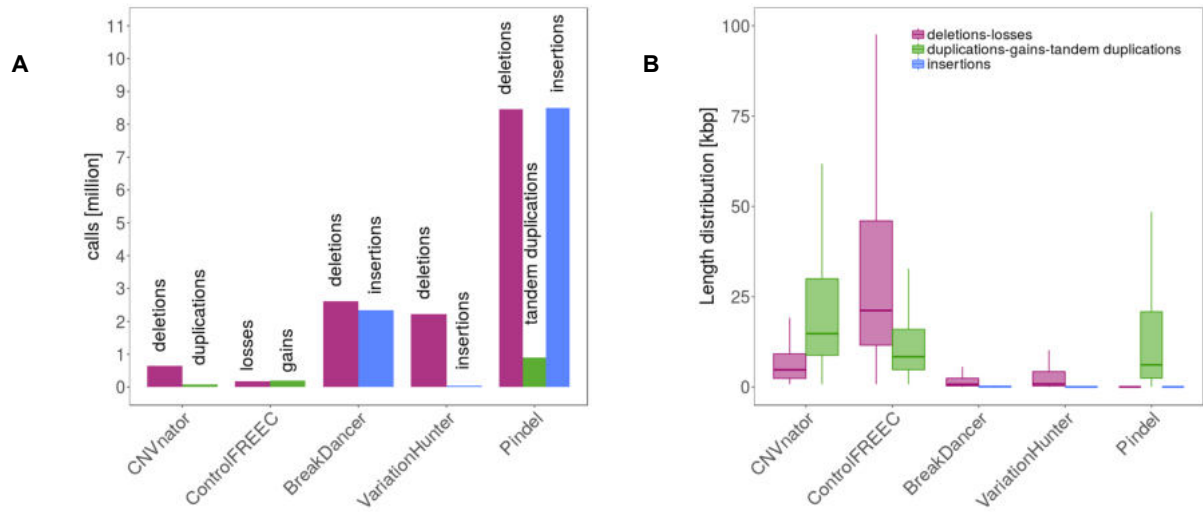 A
calls [million]
11
10
9
8
7
6
5
4
3
2
1
0
deletions
duplications
losses
gains
deletions
insertions
deletions
insertions
deletions
tandem duplications
insertions
CNVnator
ControlFREEC
BreakDancer
VariationHunter
Pindel
B
Length distribution [kbp]
100
75
50
25
0
deletions-losses
duplications-gains-tandem duplications
insertions
CNVnator
ControlFREEC
BreakDancer
VariationHunter
Pindel